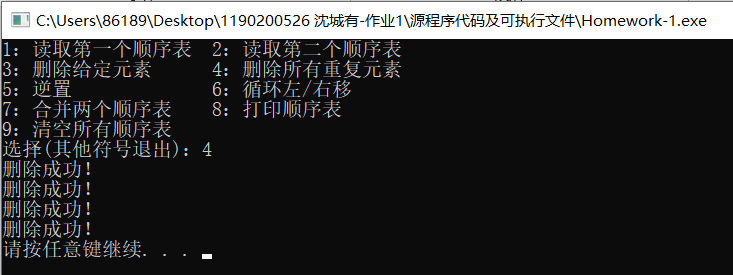 C:\Users\86189\Desktop\1190200526 沈城有-作业1\源程序代码及可执行文件\Homework-1.exe
1: 读取第一个顺序表 2: 读取第二个顺序表
3: 删除给定元素 4: 删除所有重复元素
5: 逆置 6: 循环左/右移
7: 合并两个顺序表 8: 打印顺序表
9: 清空所有顺序表
选择(其他符号退出): 4
删除成功!
删除成功!
删除成功!
删除成功!
请按任意键继续. . .